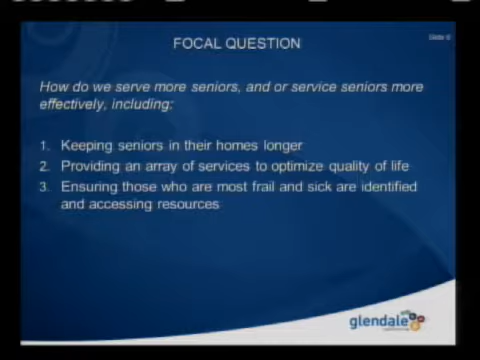 FOCAL QUESTION
How do we serve more seniors, and or service seniors more
effectively, including:
1. Keeping seniors in their homes longer
2. Providing an array of services to optimize quality of life
3. Ensuring those who are most frail and sick are identified
and accessing resources
glendale